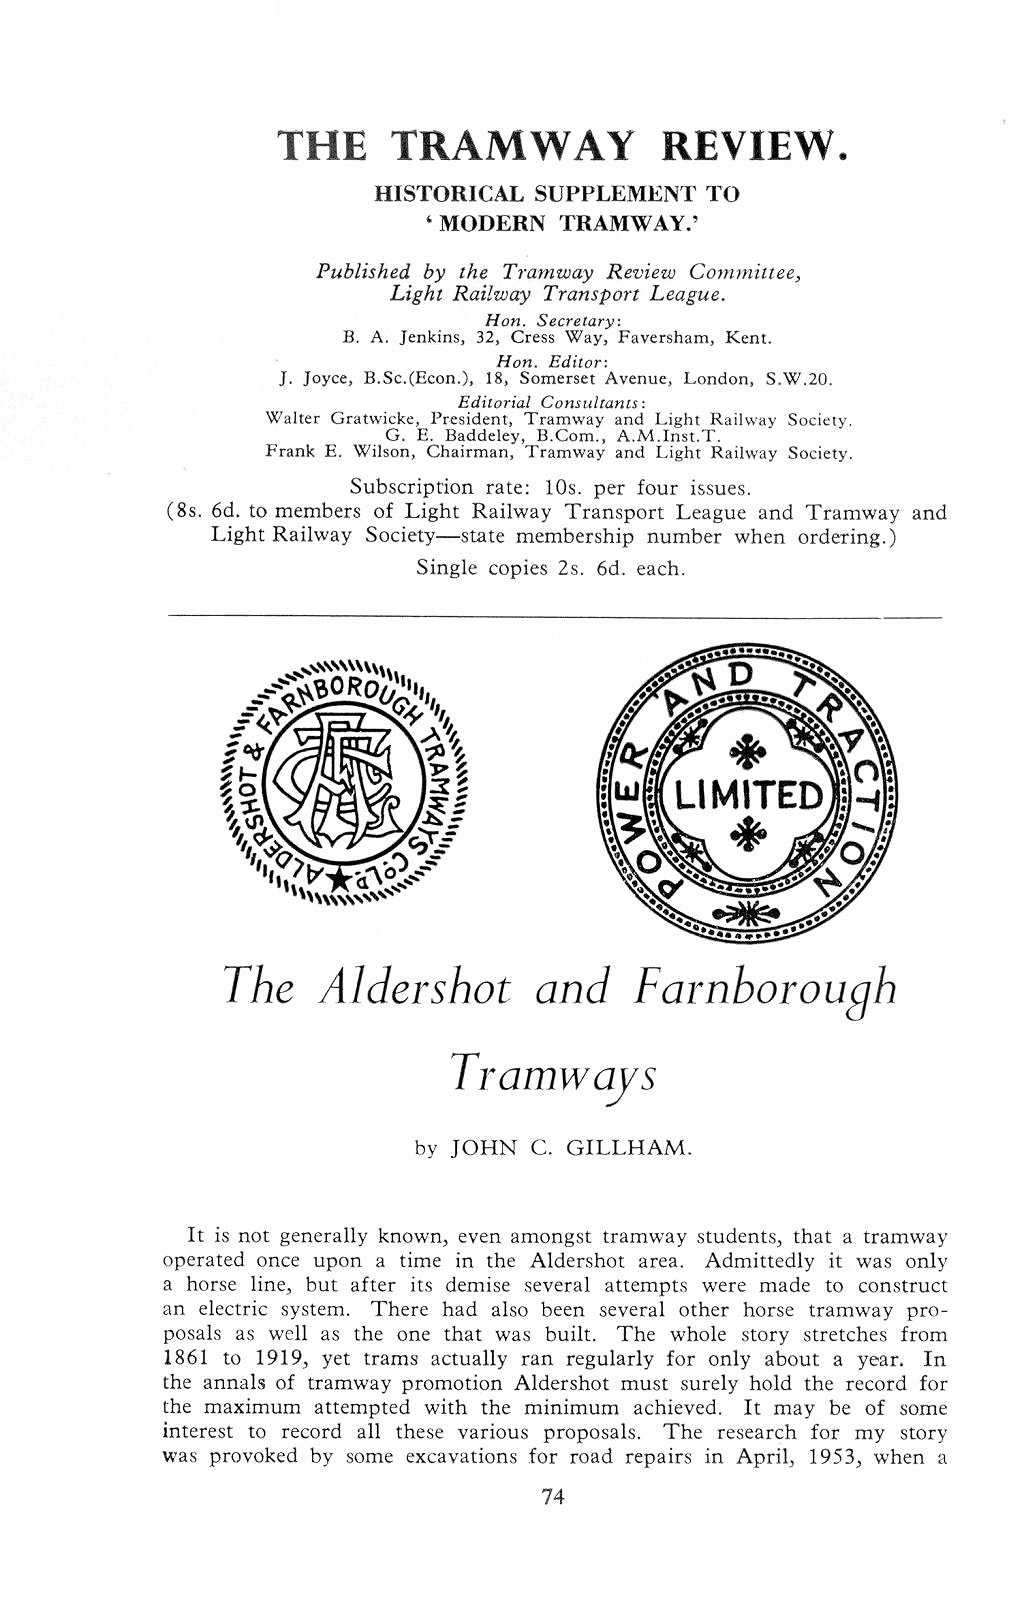 THE TRAMWAY REVIEW.
HISTORICAL SUPPLEMENT TO
‘ MODERN TRAMWAY.’
Published by the Tramway Review Committee,
Light Railway Transport League.
Hon. Secretary:
B. A. Jenkins, 32, Cress Way, Faversham, Kent.
Hon. Editor:
J. Joyce, B.Sc.(Econ.), 18, Somerset Avenue, London, S.W.20.
Editorial Consultants:
Walter Gratwicke, President, Tramway and Light Railway Society.
G. E. Baddeley, B.Com., A.M.Inst.T.
Frank E. Wilson, Chairman, Tramway and Light Railway Society.
Subscription rate: 10s. per four issues.
(8s. 6d. to members of Light Railway Transport League and Tramway and
Light Railway Society—state membership number when ordering.)
Single copies 2s. 6d. each.
ALDERSHOT & FARNBOROUGH TRAMWAYS Co LD.
POWER AND TRACTION
LIMITED
The Aldershot and Farnborough
Tramways
by JOHN C. GILLHAM.
It is not generally known, even amongst tramway students, that a tramway
operated once upon a time in the Aldershot area. Admittedly it was only
a horse line, but after its demise several attempts were made to construct
an electric system. There had also been several other horse tramway pro-
posals as well as the one that was built. The whole story stretches from
1861 to 1919, yet trams actually ran regularly for only about a year. In
the annals of tramway promotion Aldershot must surely hold the record for
the maximum attempted with the minimum achieved. It may be of some
interest to record all these various proposals. The research for my story
was provoked by some excavations for road repairs in April, 1953, when a
74